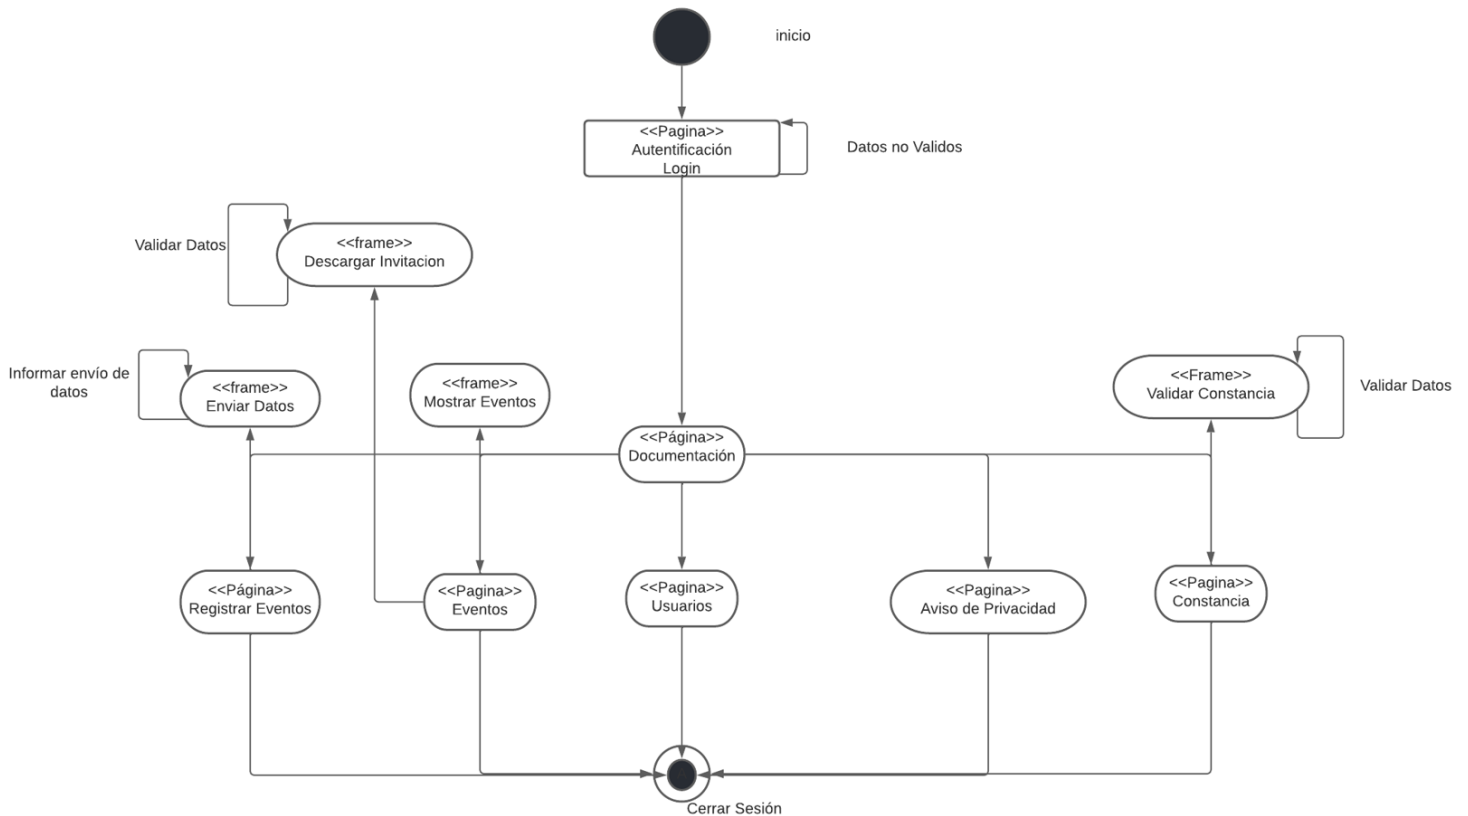 inicio
<<Pagina>>
Autentificación
Login
Datos no Validos
Validar Datos
<<frame>>
Descargar Invitacion
Informar envío de
datos
<<frame>>
Enviar Datos
<<frame>>
Mostrar Eventos
<<Frame>>
Validar Constancia
Validar Datos
<<Página>>
Documentación
<<Página>>
Registrar Eventos
<<Pagina>>
Eventos
<<Pagina>>
Usuarios
<<Pagina>>
Aviso de Privacidad
<<Pagina>>
Constancia
Cerrar Sesión